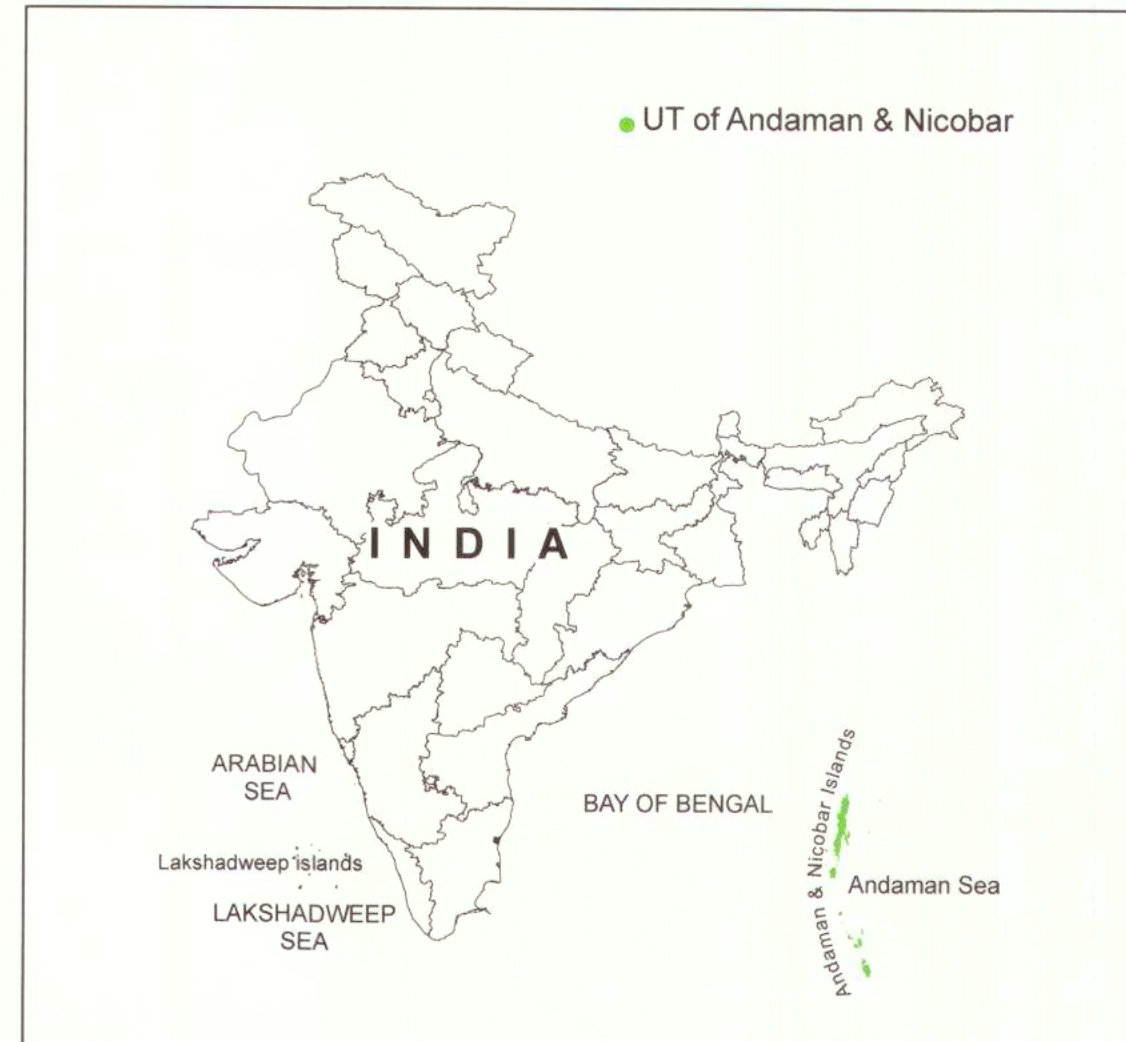 UT of Andaman & Nicobar
INDIA
ARABIAN
SEA
BAY OF BENGAL
Andaman & Nicobar Islands
Lakshadweep islands
Andaman Sea
LAKSHADWEEP
SEA